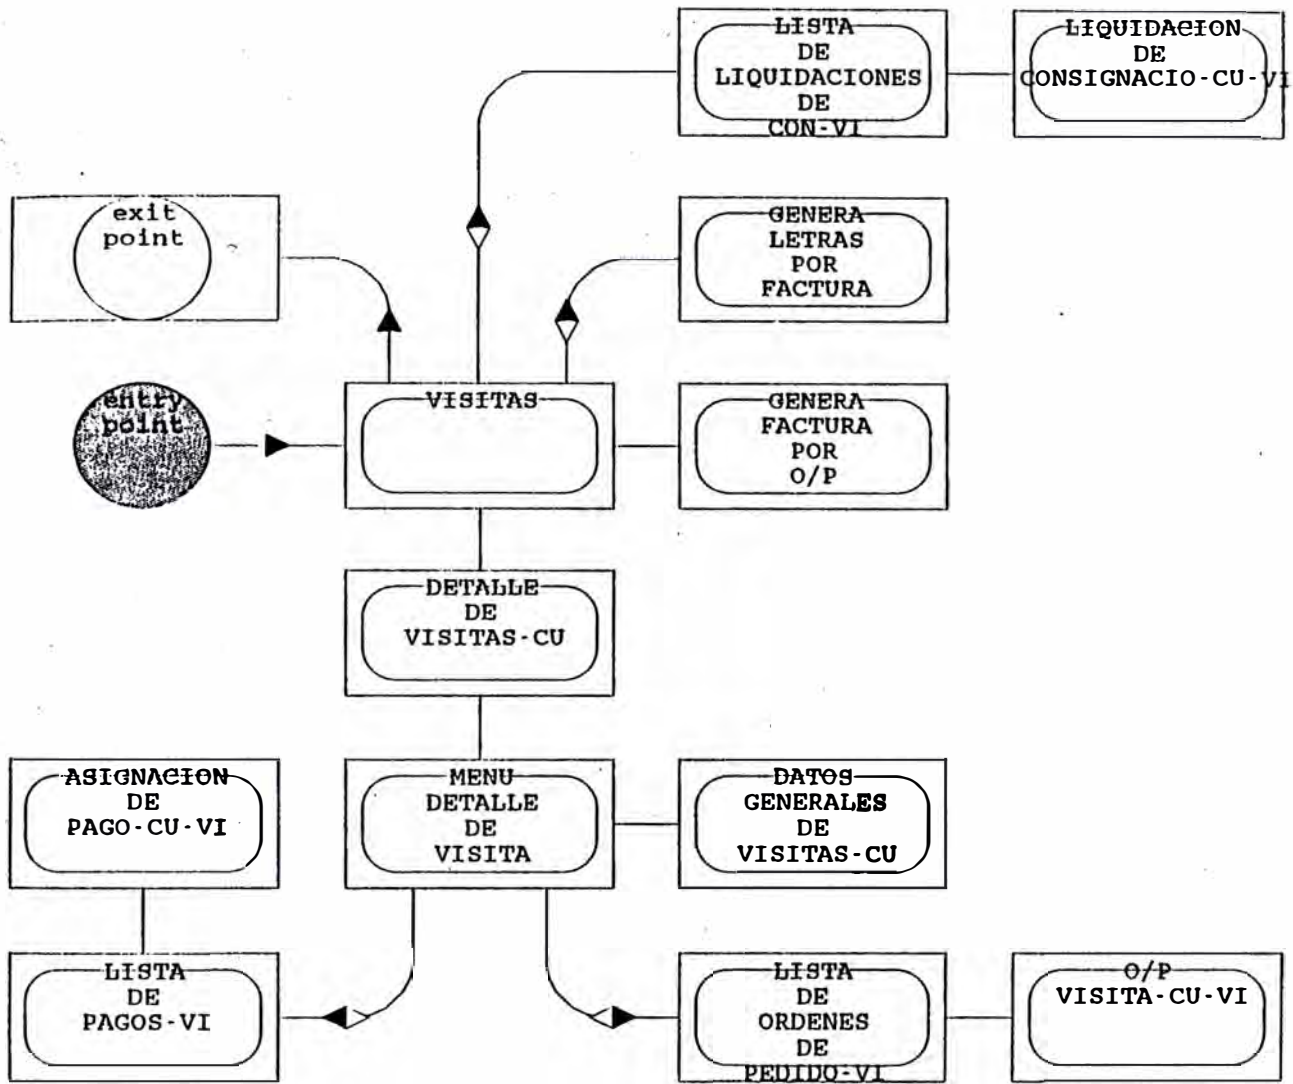 LISTA
DE
LIQUIDACIONES
DE
CON-VI
LIQUIDACION
DE
CONSIGNACIO-CU-VI
exit
point
GENERA
LETRAS
POR
FACTURA
entry
point
VISITAS
GENERA
FACTURA
POR
O/P
DETALLE
DE
VISITAS-CU
ASIGNACION
DE
PAGO-CU-VI
MENU
DETALLE
DE
VISITA
DATOS
GENERALES
DE
VISITAS-CU
LISTA
DE
PAGOS-VI
LISTA
DE
ORDENES
DE
PEDIDO-VI
O/P
VISITA-CU-VI